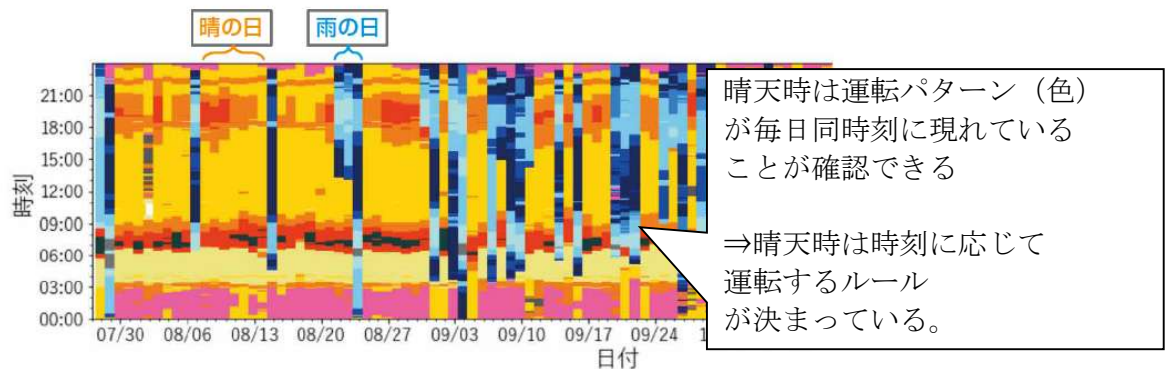 晴の日
雨の日
21:00
18:00
15:00
12:00
09:00
06:00
03:00
00:00
時刻
07/30 08/06 08/13 08/20 08/27 09/03 09/10 09/17 09/24
日付
晴天時は運転パターン（色）
が毎日同時刻に現れている
ことが確認できる
⇒晴天時は時刻に応じて
運転するルール
が決まっている。